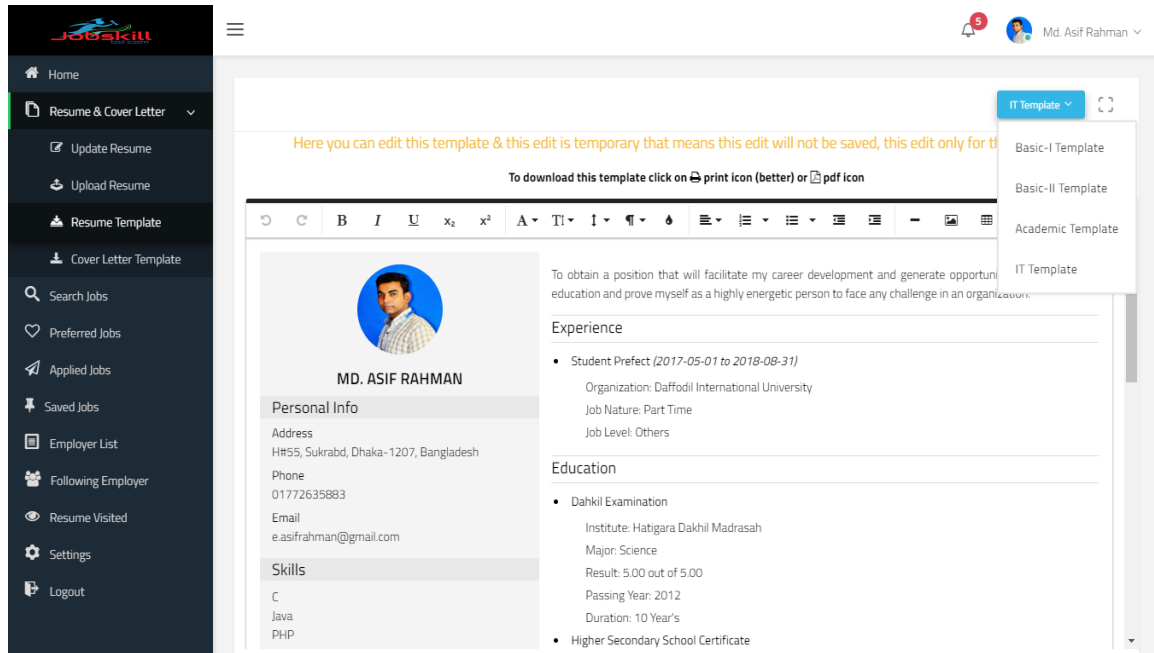 Jobskill
bd.com
5
Md. Asif Rahman
Home
Resume & Cover Letter
Update Resume
Upload Resume
Resume Template
Cover Letter Template
Search Jobs
Preferred Jobs
Applied Jobs
Saved Jobs
Employer List
Following Employer
Resume Visited
Settings
Logout
IT Template
Basic-I Template
Basic-II Template
Academic Template
IT Template
Here you can edit this template & this edit is temporary that means this edit will not be saved, this edit only for
To download this template click on print icon (better) or pdf icon
B I U x₂ x² A T
MD. ASIF RAHMAN
Personal Info
Address
H#55, Sukrabd, Dhaka-1207, Bangladesh
Phone
01772635883
Email
e.asifrahman@gmail.com
Skills
C
Java
PHP
To obtain a position that will facilitate my career development and generate
education and prove myself as a highly energetic person to face any challenge in an organization.
Experience
Student Prefect (2017-05-01 to 2018-08-31)
Organization: Daffodil International University
Job Nature: Part Time
Job Level: Others
Education
Dahkil Examination
Institute: Hatigara Dakhil Madrasah
Major: Science
Result: 5.00 out of 5.00
Passing Year: 2012
Duration: 10 Year's
Higher Secondary School Certificate